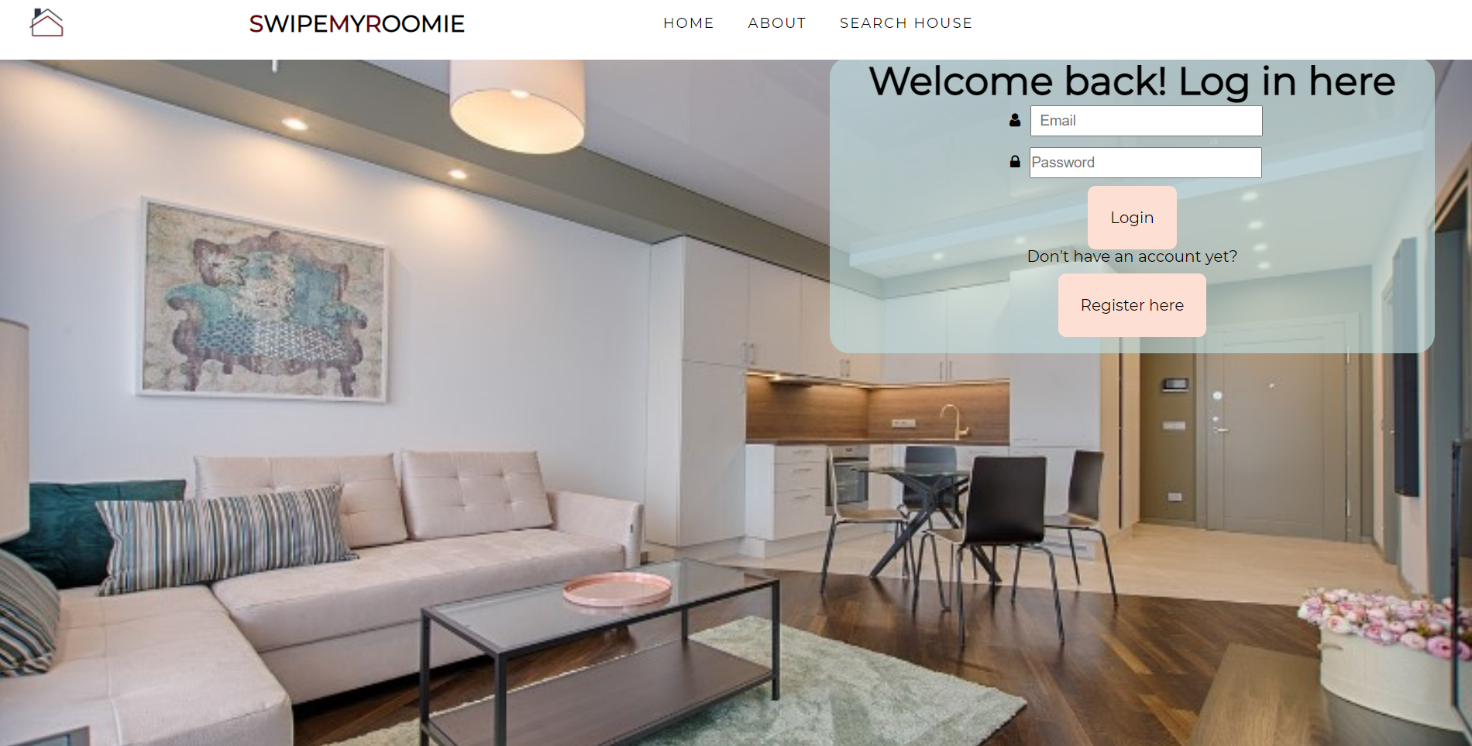 SWIPEMYROOMIE
HOME ABOUT SEARCH HOUSE
Welcome back! Log in here
Email
Password
Login
Don't have an account yet?
Register here